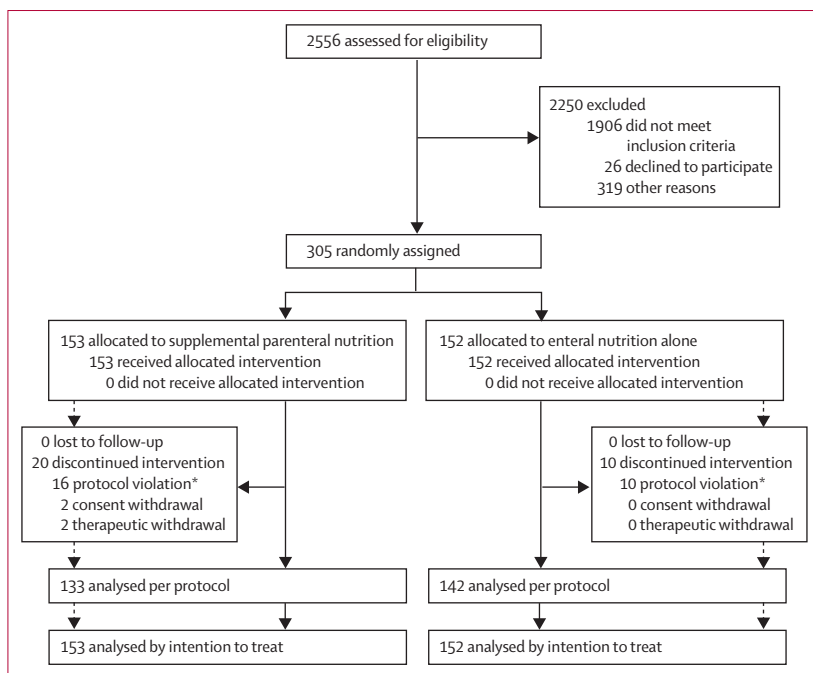 2556 assessed for eligibility
2250 excluded
1906 did not meet
inclusion criteria
26 declined to participate
319 other reasons
305 randomly assigned
153 allocated to supplemental parenteral nutrition
153 received allocated intervention
0 did not receive allocated intervention
152 allocated to enteral nutrition alone
152 received allocated intervention
0 did not receive allocated intervention
0 lost to follow-up
20 discontinued intervention
16 protocol violation*
2 consent withdrawal
2 therapeutic withdrawal
0 lost to follow-up
10 discontinued intervention
10 protocol violation*
0 consent withdrawal
0 therapeutic withdrawal
133 analysed per protocol
142 analysed per protocol
153 analysed by intention to treat
152 analysed by intention to treat